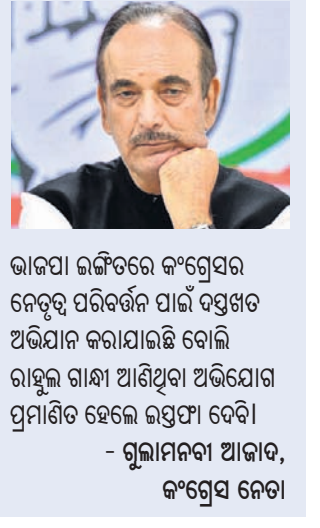 ଭାଜପା ଇଙ୍ଗିତରେ କଂଗ୍ରେସର
ନେତୃତ୍ୱ ପରିବର୍ତ୍ତନ ପାଇଁ ଦସ୍ତଖତ
ଅଭିଯାନ କରାଯାଇଛି ବୋଲି
ରାହୁଲ ଗାନ୍ଧୀ ଆଣିଥିବା ଅଭିଯୋଗ
ପ୍ରମାଣିତ ହେଲେ ଇସ୍ତଫା ଦେବି।
- ଗୁଲାମନବୀ ଆଜାଦ,
କଂଗ୍ରେସ ନେତା